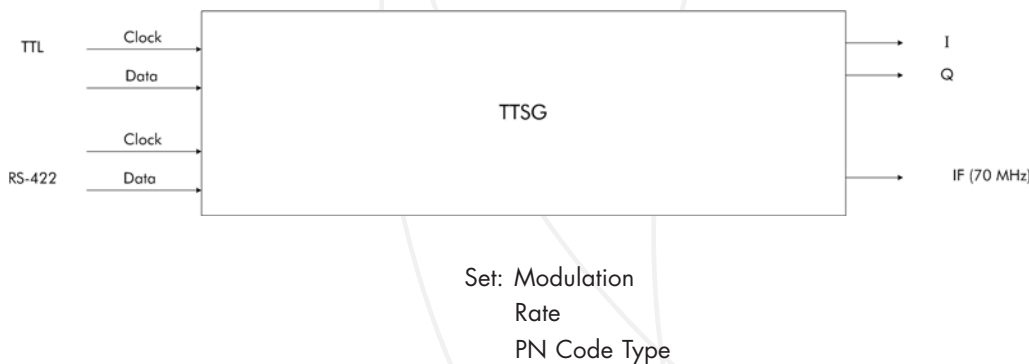 TTL
Clock
Data
Clock
RS-422
Data
TTSG
I
Q
IF (70 MHz)
Set: Modulation
Rate
PN Code Type